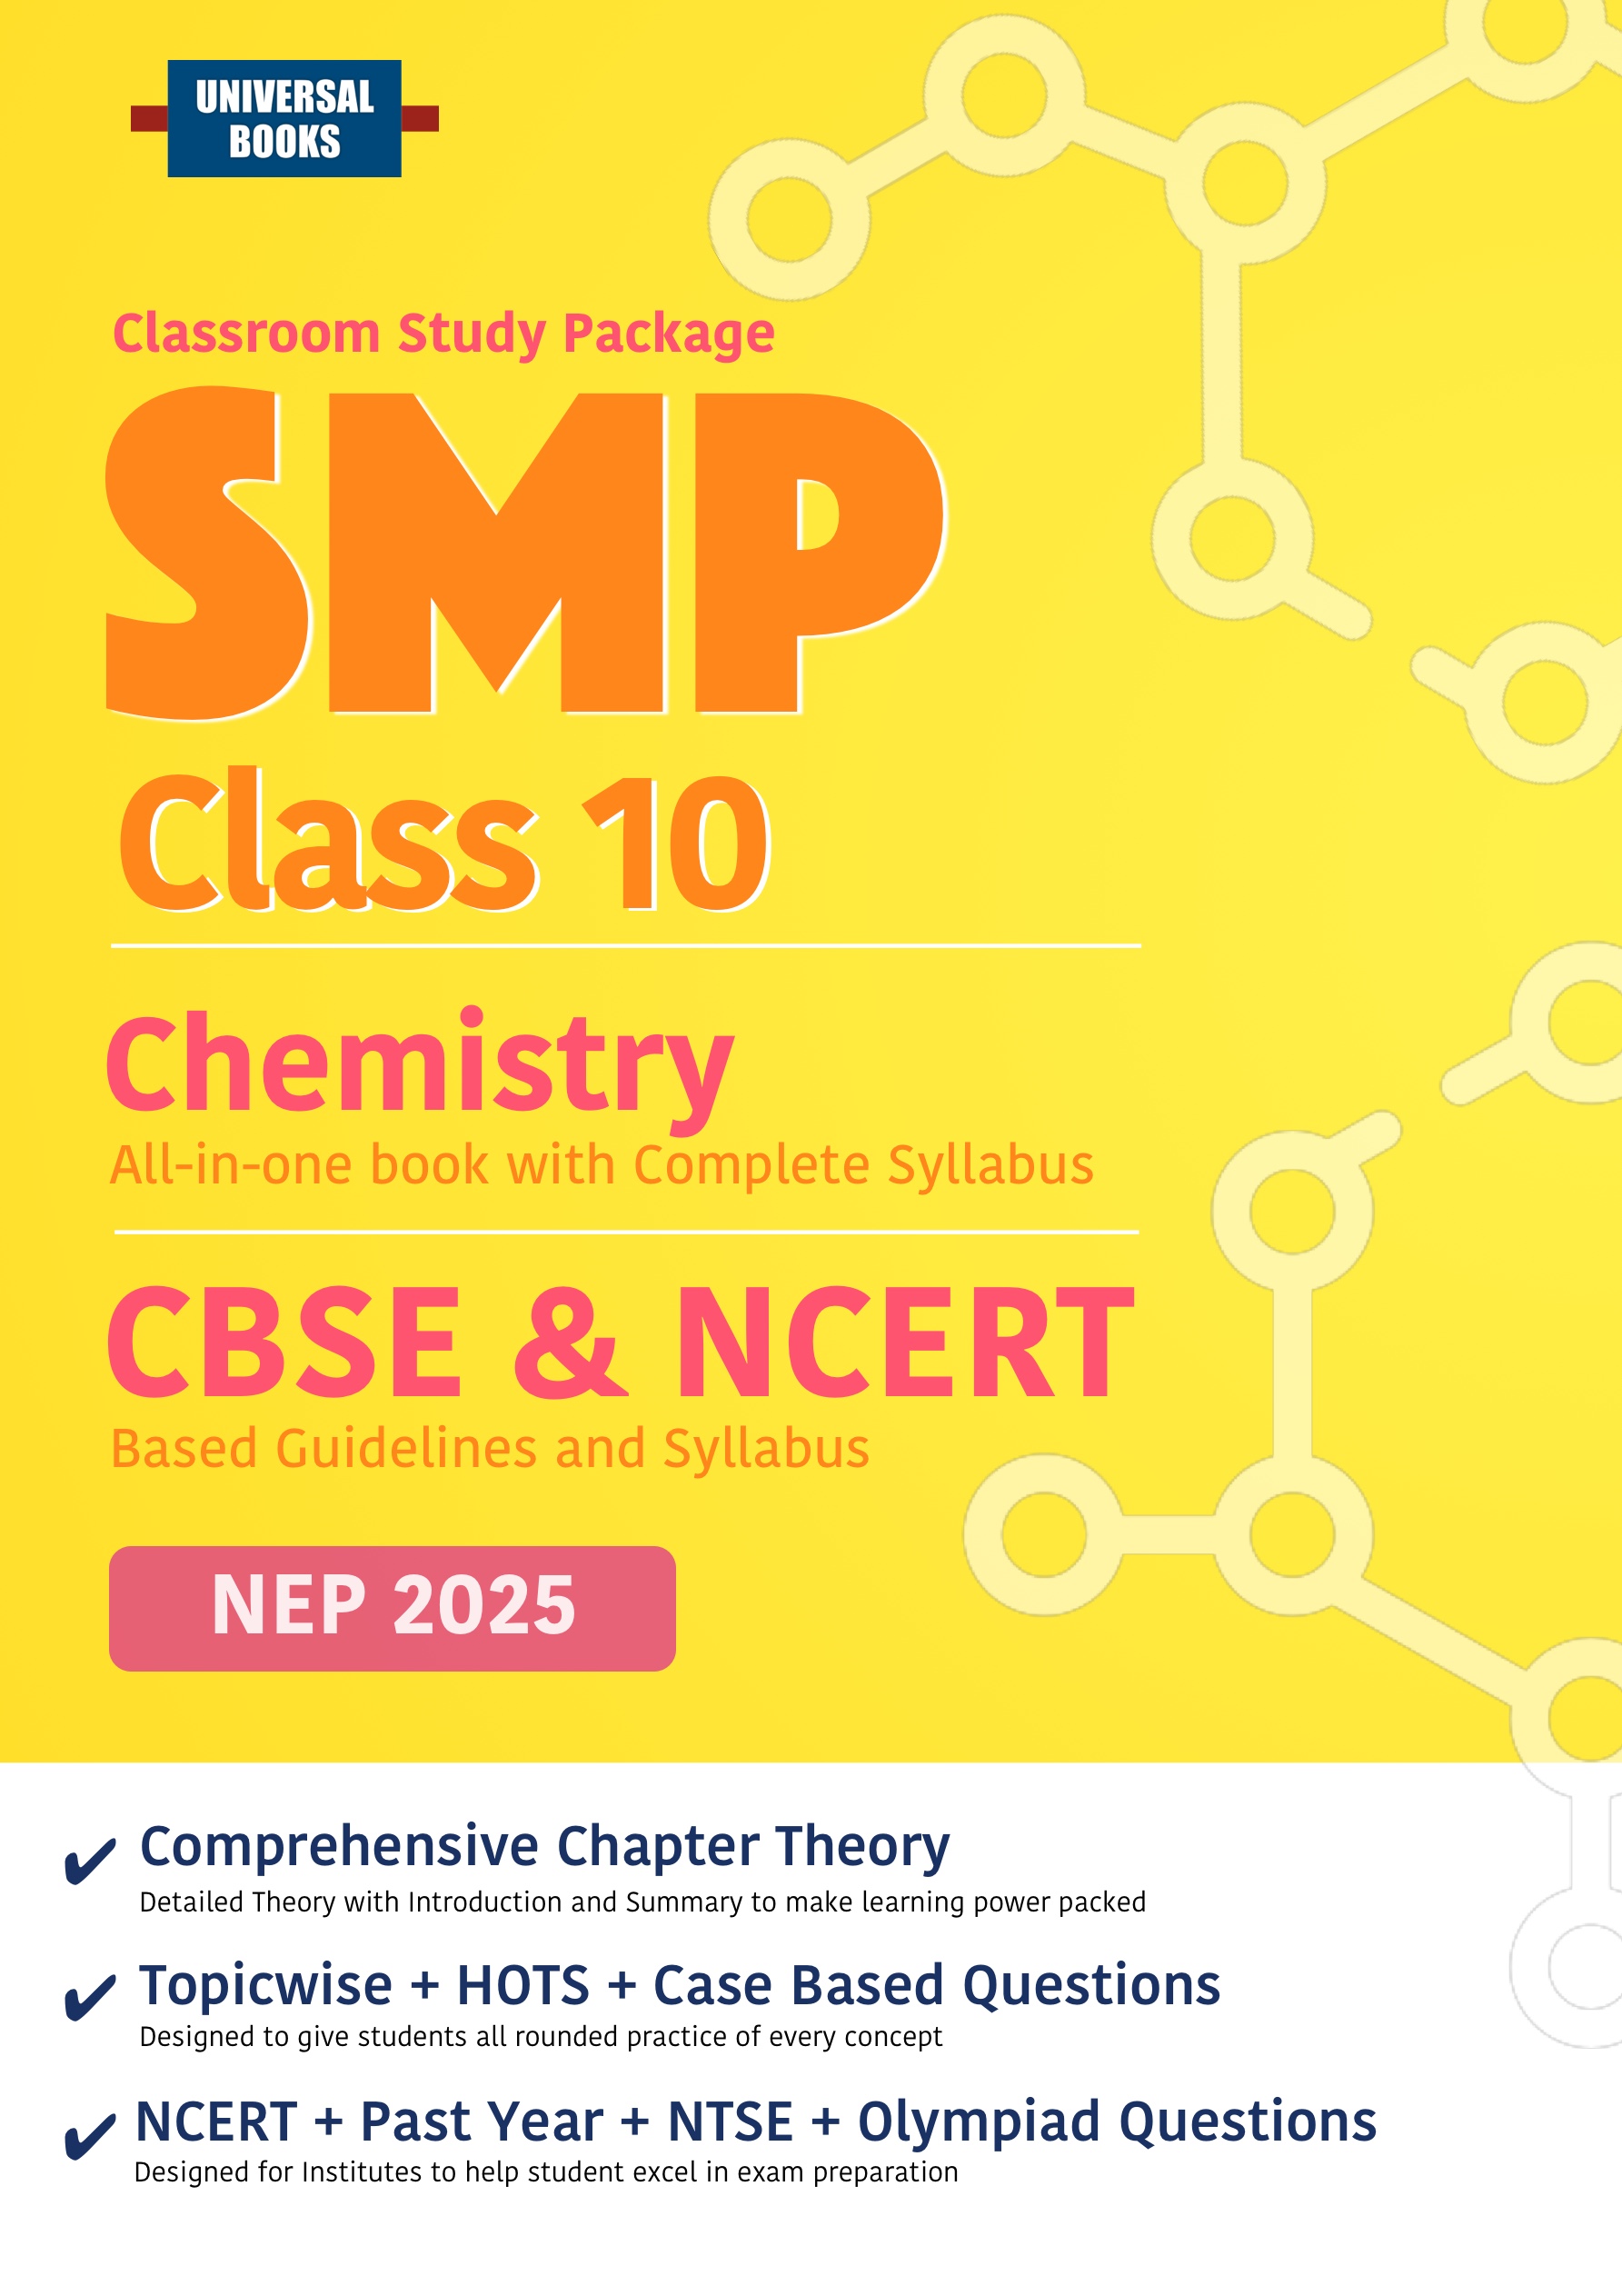 UNIVERSAL
BOOKS
Classroom Study Package
SMP
Class 10
Chemistry
All-in-one book with Complete Syllabus
CBSE & NCERT
Based Guidelines and Syllabus
NEP 2025
✔ Comprehensive Chapter Theory
Detailed Theory with Introduction and Summary to make learning power packed
✔ Topicwise + HOTS + Case Based Questions
Designed to give students all rounded practice of every concept
✔ NCERT + Past Year + NTSE + Olympiad Questions
Designed for Institutes to help student excel in exam preparation